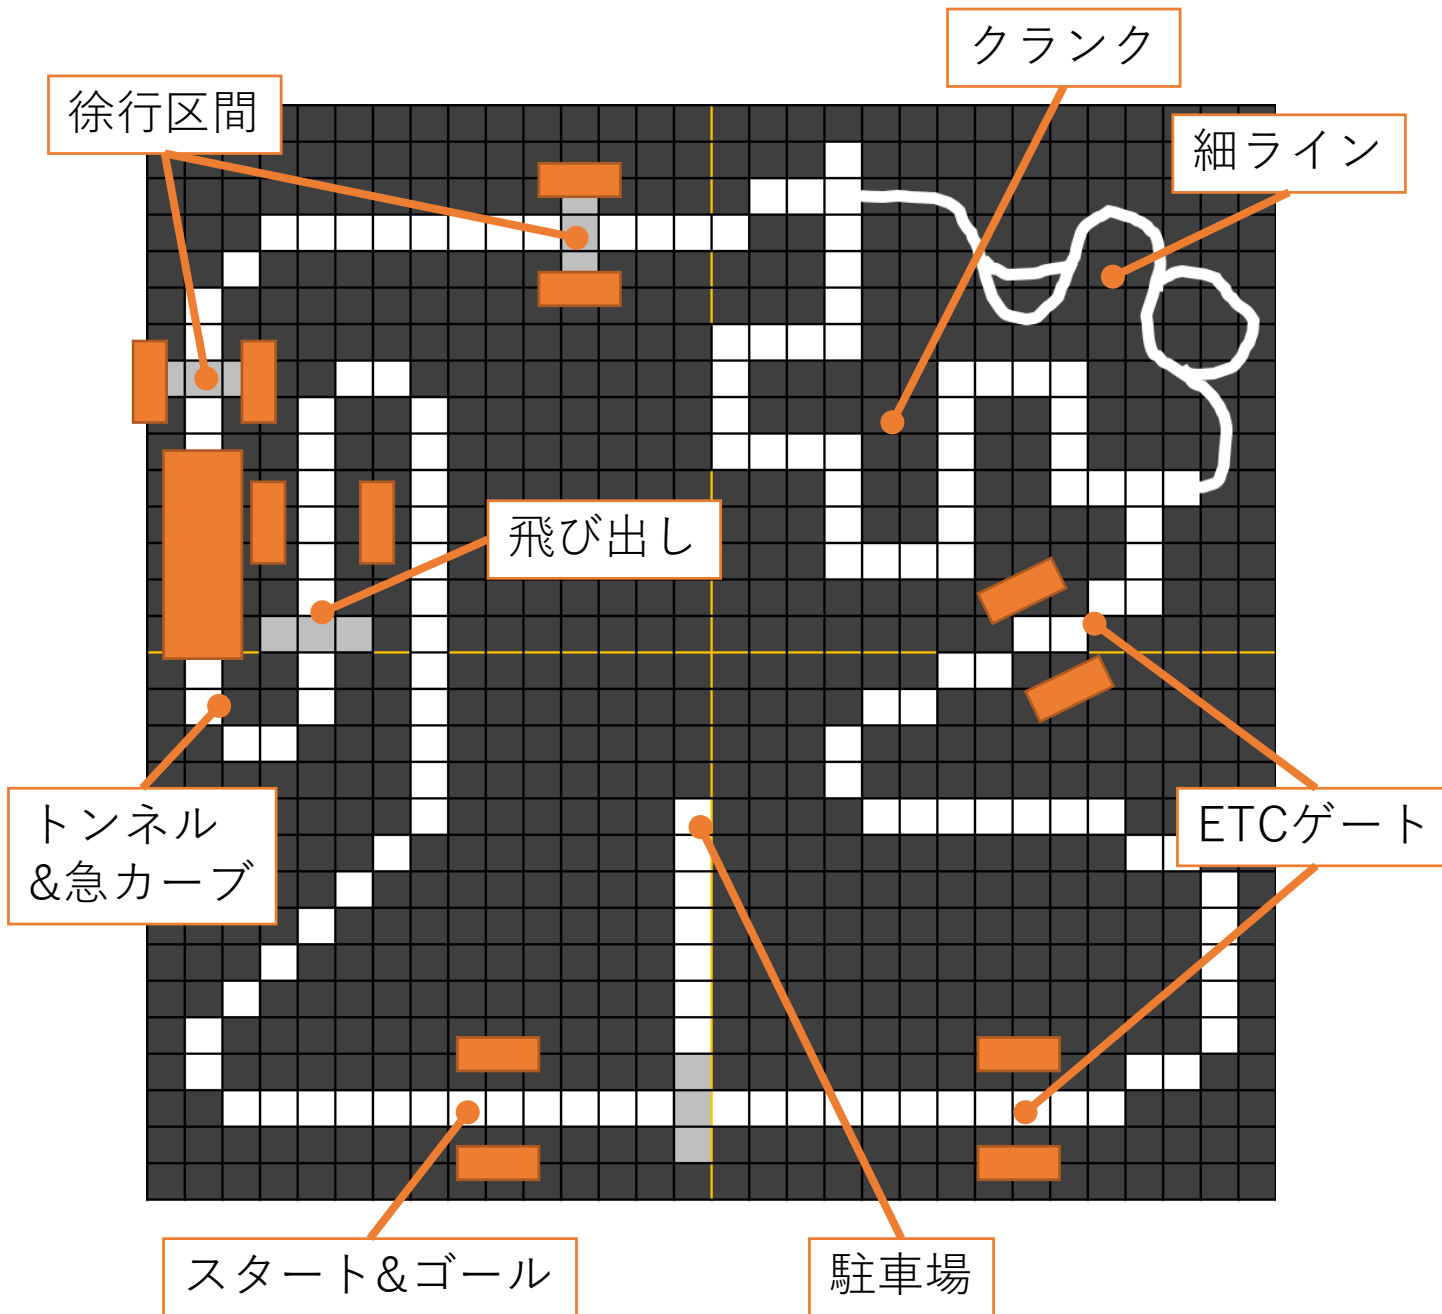 クランク
徐行区間
細ライン
飛び出し
トンネル
&急カーブ
ETCゲート
スタート&ゴール
駐車場